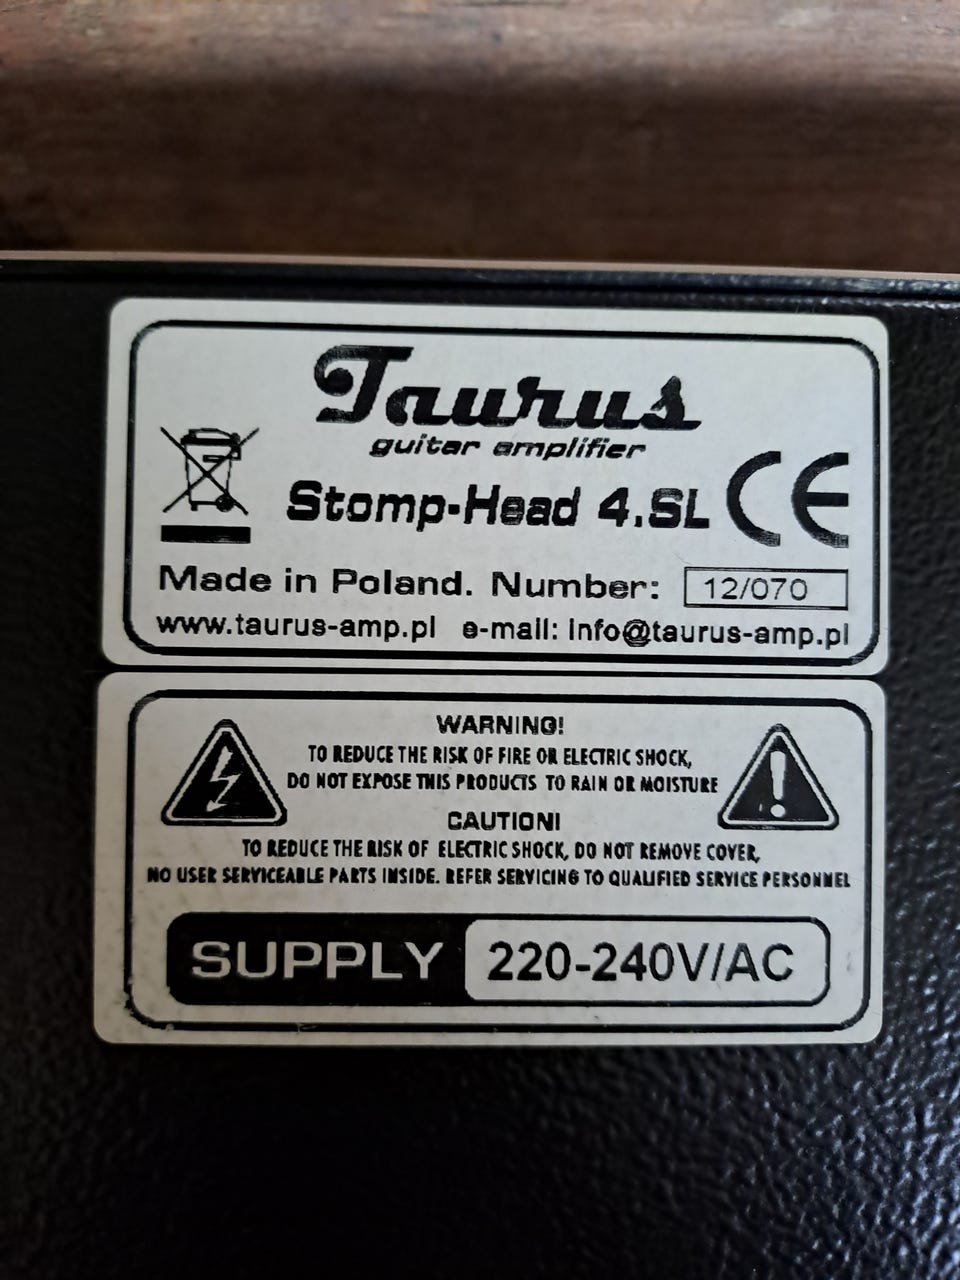 Taurus
guitar amplifier
Stomp-Head 4.SL
CE
Made in Poland. Number: 12/070
www.taurus-amp.pl e-mail: info@taurus-amp.pl
WARNING!
TO REDUCE THE RISK OF FIRE OR ELECTRIC SHOCK,
DO NOT EXPOSE THIS PRODUCTS TO RAIN OR MOISTURE
CAUTION!
TO REDUCE THE RISK OF ELECTRIC SHOCK, DO NOT REMOVE COVER,
NO USER SERVICEABLE PARTS INSIDE. REFER SERVICING TO QUALIFIED SERVICE PERSONNEL
SUPPLY 220-240V/AC